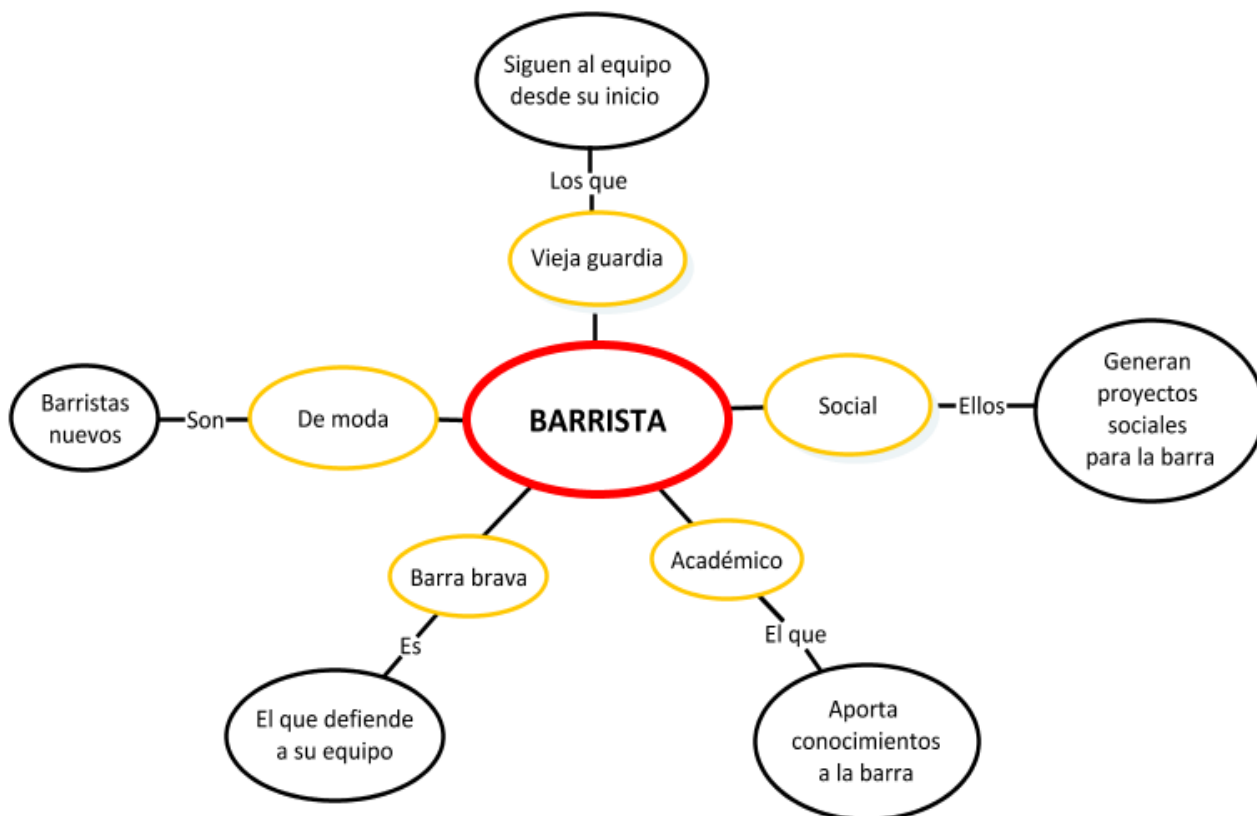 Siguen al equipo
desde su inicio
Los que
Vieja guardia
Barristas
nuevos
Son
De moda
BARRISTA
Social
Ellos
Generan
proyectos
sociales
para la barra
Barra brava
Es
El que defiende
a su equipo
Académico
El que
Aporta
conocimientos
a la barra